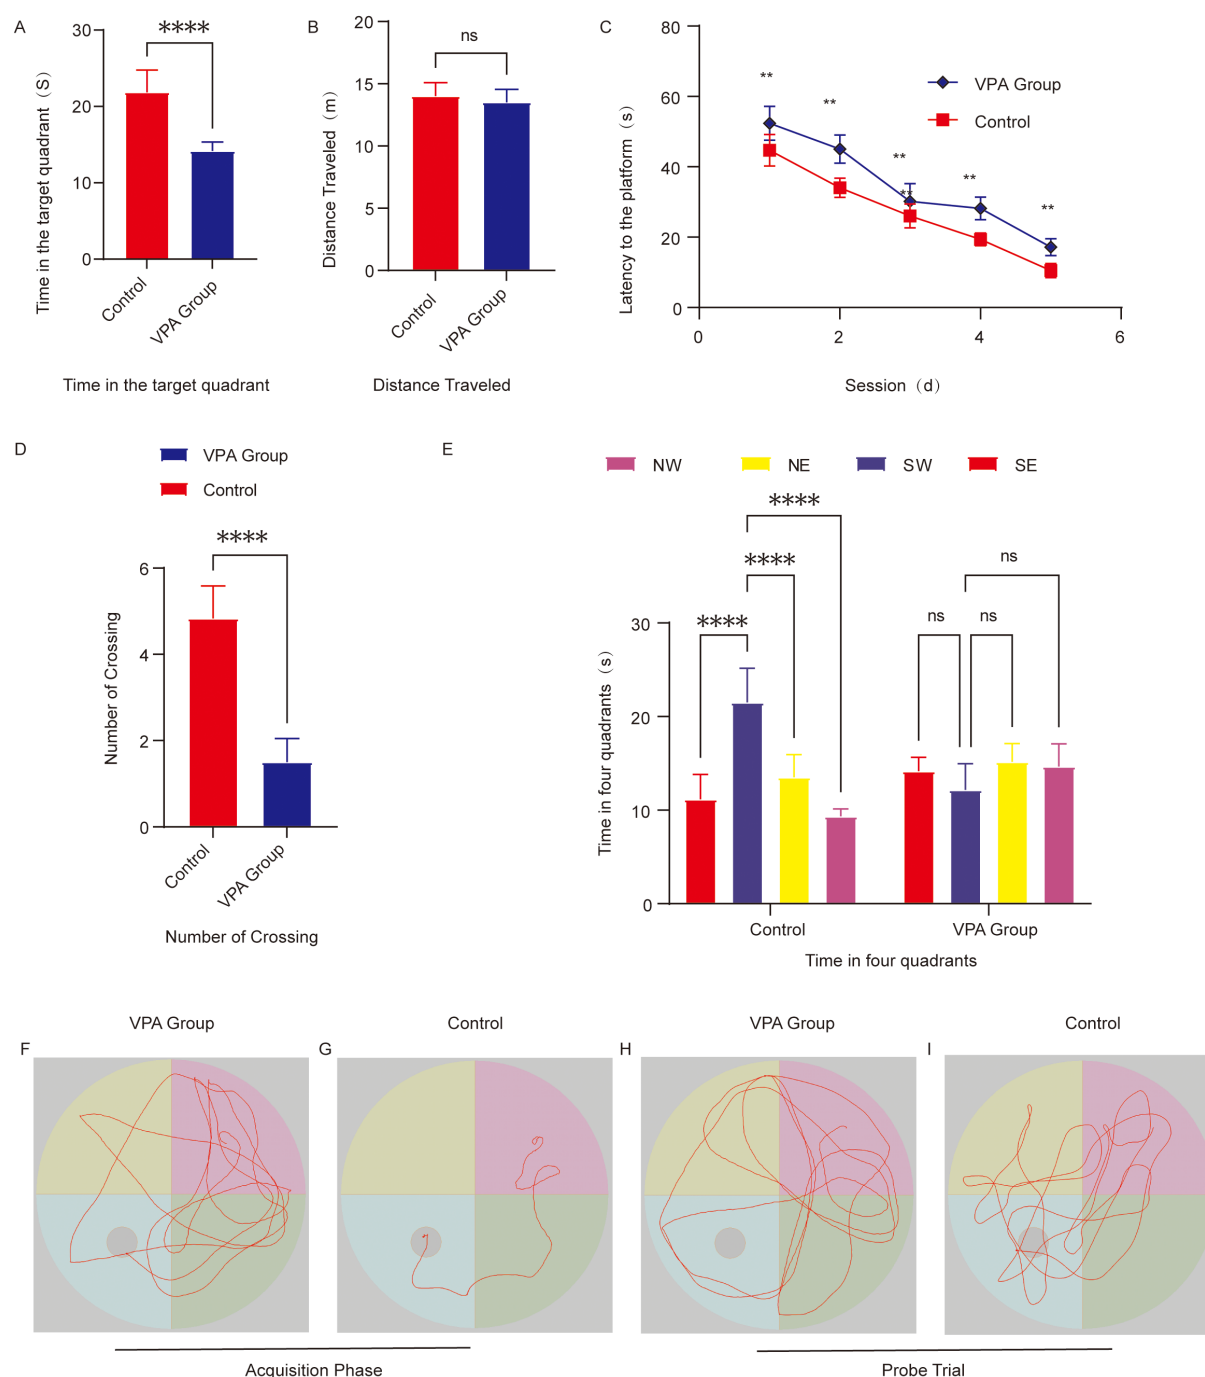 A
30
20
10
0
****
Time in the target quadrant（S）
Control
VPA Group
Time in the target quadrant
B
20
15
10
5
0
ns
Distance Traveled（m）
Control
VPA Group
Distance Traveled
C
80
60
40
20
0
Latency to the platform（s）
**
**
**
**
**
**
VPA Group
Control
0
2
4
6
Session（d）
D
VPA Group
Control
****
6
4
2
0
Number of Crossing
Control
VPA Group
Number of Crossing
E
NW
NE
SW
SE
****
****
****
ns
ns
ns
30
20
10
0
Time in four quadrants（s）
Control
VPA Group
Time in four quadrants
VPA Group
Control
VPA Group
Control
F
G
H
I
Acquisition Phase
Probe Trial